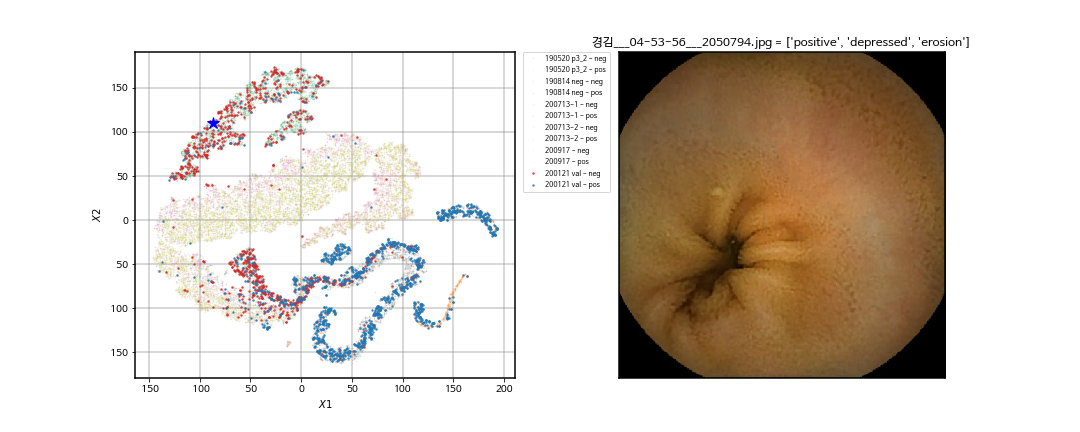 경김___04-53-56___2050794.jpg = ['positive', 'depressed', 'erosion']
190520 p3_2 - neg
190520 p3_2 - pos
190814 neg - neg
190814 neg - pos
200713-1 - neg
200713-1 - pos
200713-2 - neg
200713-2 - pos
200917 - neg
200917 - pos
200121 val - neg
200121 val - pos
X2
150
100
50
0
50
100
150
150 100 50 0 50 100 150 200
X1